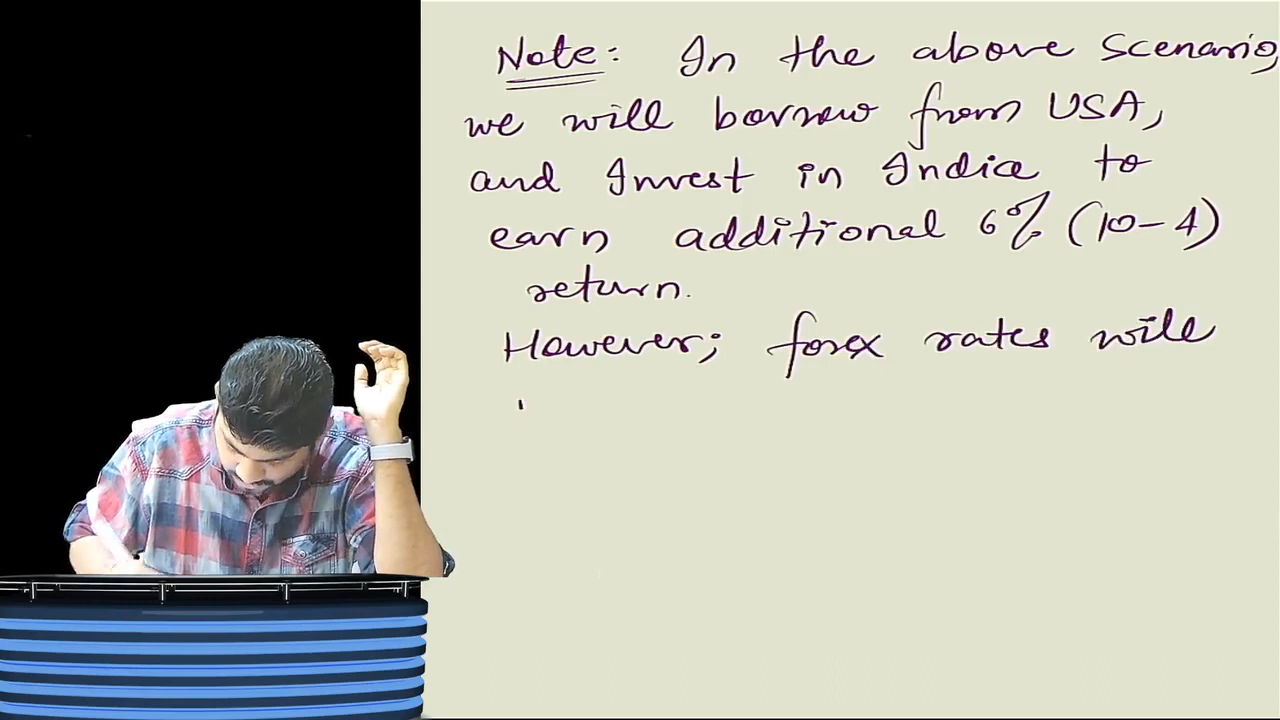 Note: In the above Scenario,
we will borrow from USA,
and Invest in India to
earn additional 6% (10-4)
return.
However; forex rates will